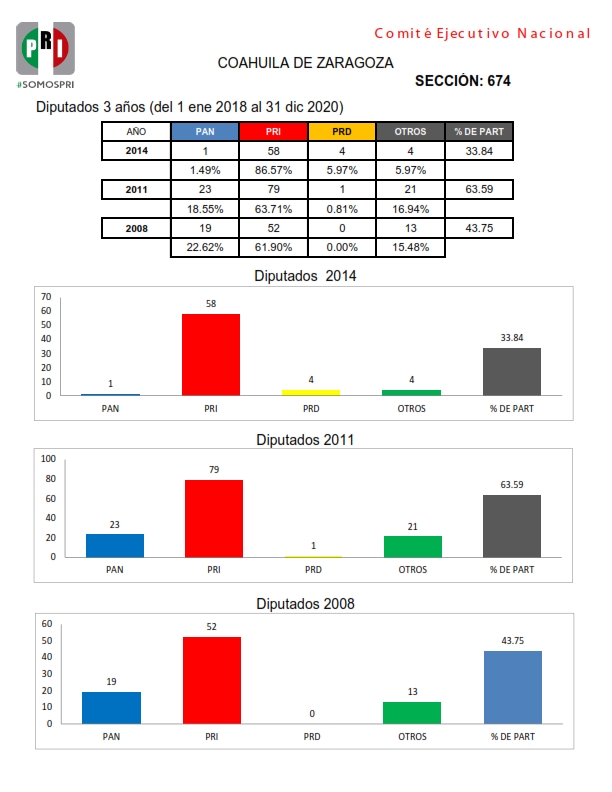 Comité Ejecutivo Nacional
PRI
#SOMOSPRI
COAHUILA DE ZARAGOZA
SECCIÓN: 674
Diputados 3 años (del 1 ene 2018 al 31 dic 2020)
AÑO PAN PRI PRD OTROS % DE PART
2014 1 58 4 4 33.84
1.49% 86.57% 5.97% 5.97%
2011 23 79 1 21 63.59
18.55% 63.71% 0.81% 16.94%
2008 19 52 0 13 43.75
22.62% 61.90% 0.00% 15.48%
Diputados 2014
70
60
50
40
30
20
10
0
1 58 4 4 33.84
PAN PRI PRD OTROS % DE PART
Diputados 2011
100
80
60
40
20
0
23 79 1 21 63.59
PAN PRI PRD OTROS % DE PART
Diputados 2008
60
50
40
30
20
10
0
19 52 0 13 43.75
PAN PRI PRD OTROS % DE PART